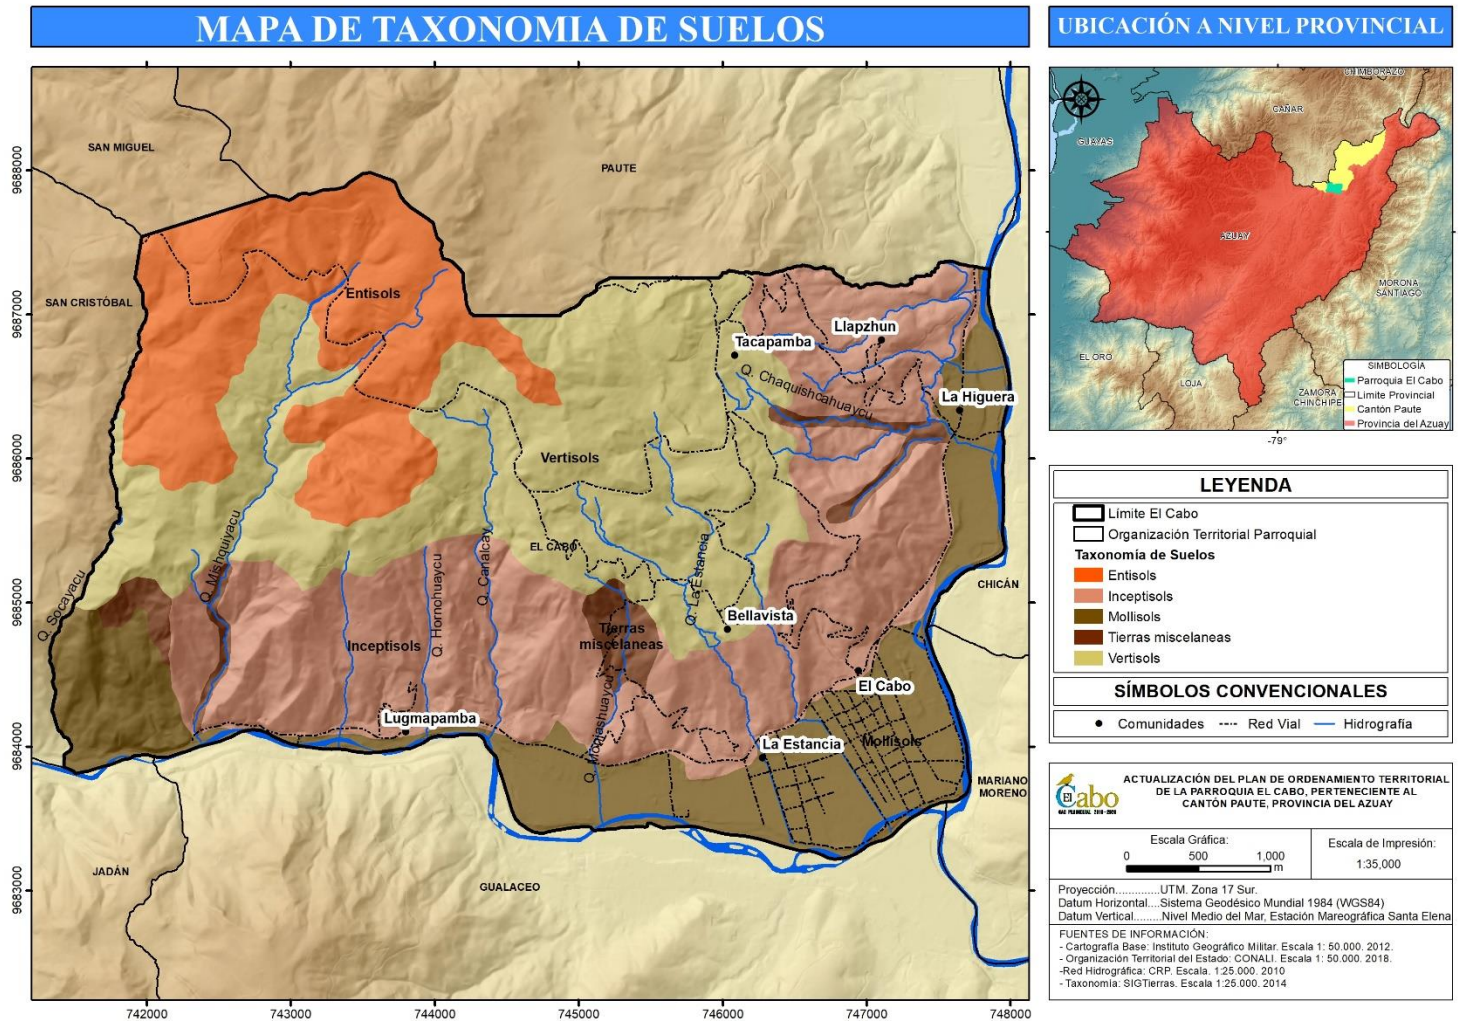 MAPA DE TAXONOMIA DE SUELOS
742000
743000
744000
745000
746000
747000
748000
9688000
9687000
9686000
9685000
9684000
9683000
SAN MIGUEL
PAUTE
SAN CRISTÓBAL
Entisols
Llapzhun
Tacapamba
Q. Chaquishcahuaycu
La Higuera
Vertisols
Q. Mishquiyacu
Q. Canalcay
EL CABO
Q. La Estancia
CHICÁN
Q. Socayacu
Q. Hornohuaycu
Bellavista
Inceptisols
Tierras
miscelaneas
El Cabo
Lugmapamba
La Estancia
Mollisols
MARIANO
MORENO
JADÁN
GUALACEO
UBICACIÓN A NIVEL PROVINCIAL
CHIMBORAZO
CAÑAR
GUAYAS
AZUAY
MORONA
SANTIAGO
EL ORO
LOJA
ZAMORA
CHINCHIPE
SIMBOLOGÍA
Parroquia El Cabo
Limite Provincial
Cantón Paute
Provincia del Azuay
-79°
LEYENDA
Límite El Cabo
Organización Territorial Parroquial
Taxonomía de Suelos
Entisols
Inceptisols
Mollisols
Tierras miscelaneas
Vertisols
SÍMBOLOS CONVENCIONALES
Comunidades Red Vial Hidrografía
El Cabo
ACTUALIZACIÓN DEL PLAN DE ORDENAMIENTO TERRITORIAL
DE LA PARROQUIA EL CABO, PERTENECIENTE AL
CANTÓN PAUTE, PROVINCIA DEL AZUAY
Escala Gráfica:
0 500 1,000
m
Escala de Impresión:
1:35,000
Proyección.............UTM. Zona 17 Sur.
Datum Horizontal....Sistema Geodésico Mundial 1984 (WGS84)
Datum Vertical.........Nivel Medio del Mar, Estación Mareográfica Santa Elena
FUENTES DE INFORMACIÓN:
- Cartografía Base: Instituto Geográfico Militar. Escala 1: 50.000. 2012.
- Organización Territorial del Estado: CONALI. Escala 1: 50.000. 2018.
-Red Hidrográfica: CRP. Escala. 1:25.000. 2010
- Taxonomía: SIGTierras. Escala 1:25.000. 2014